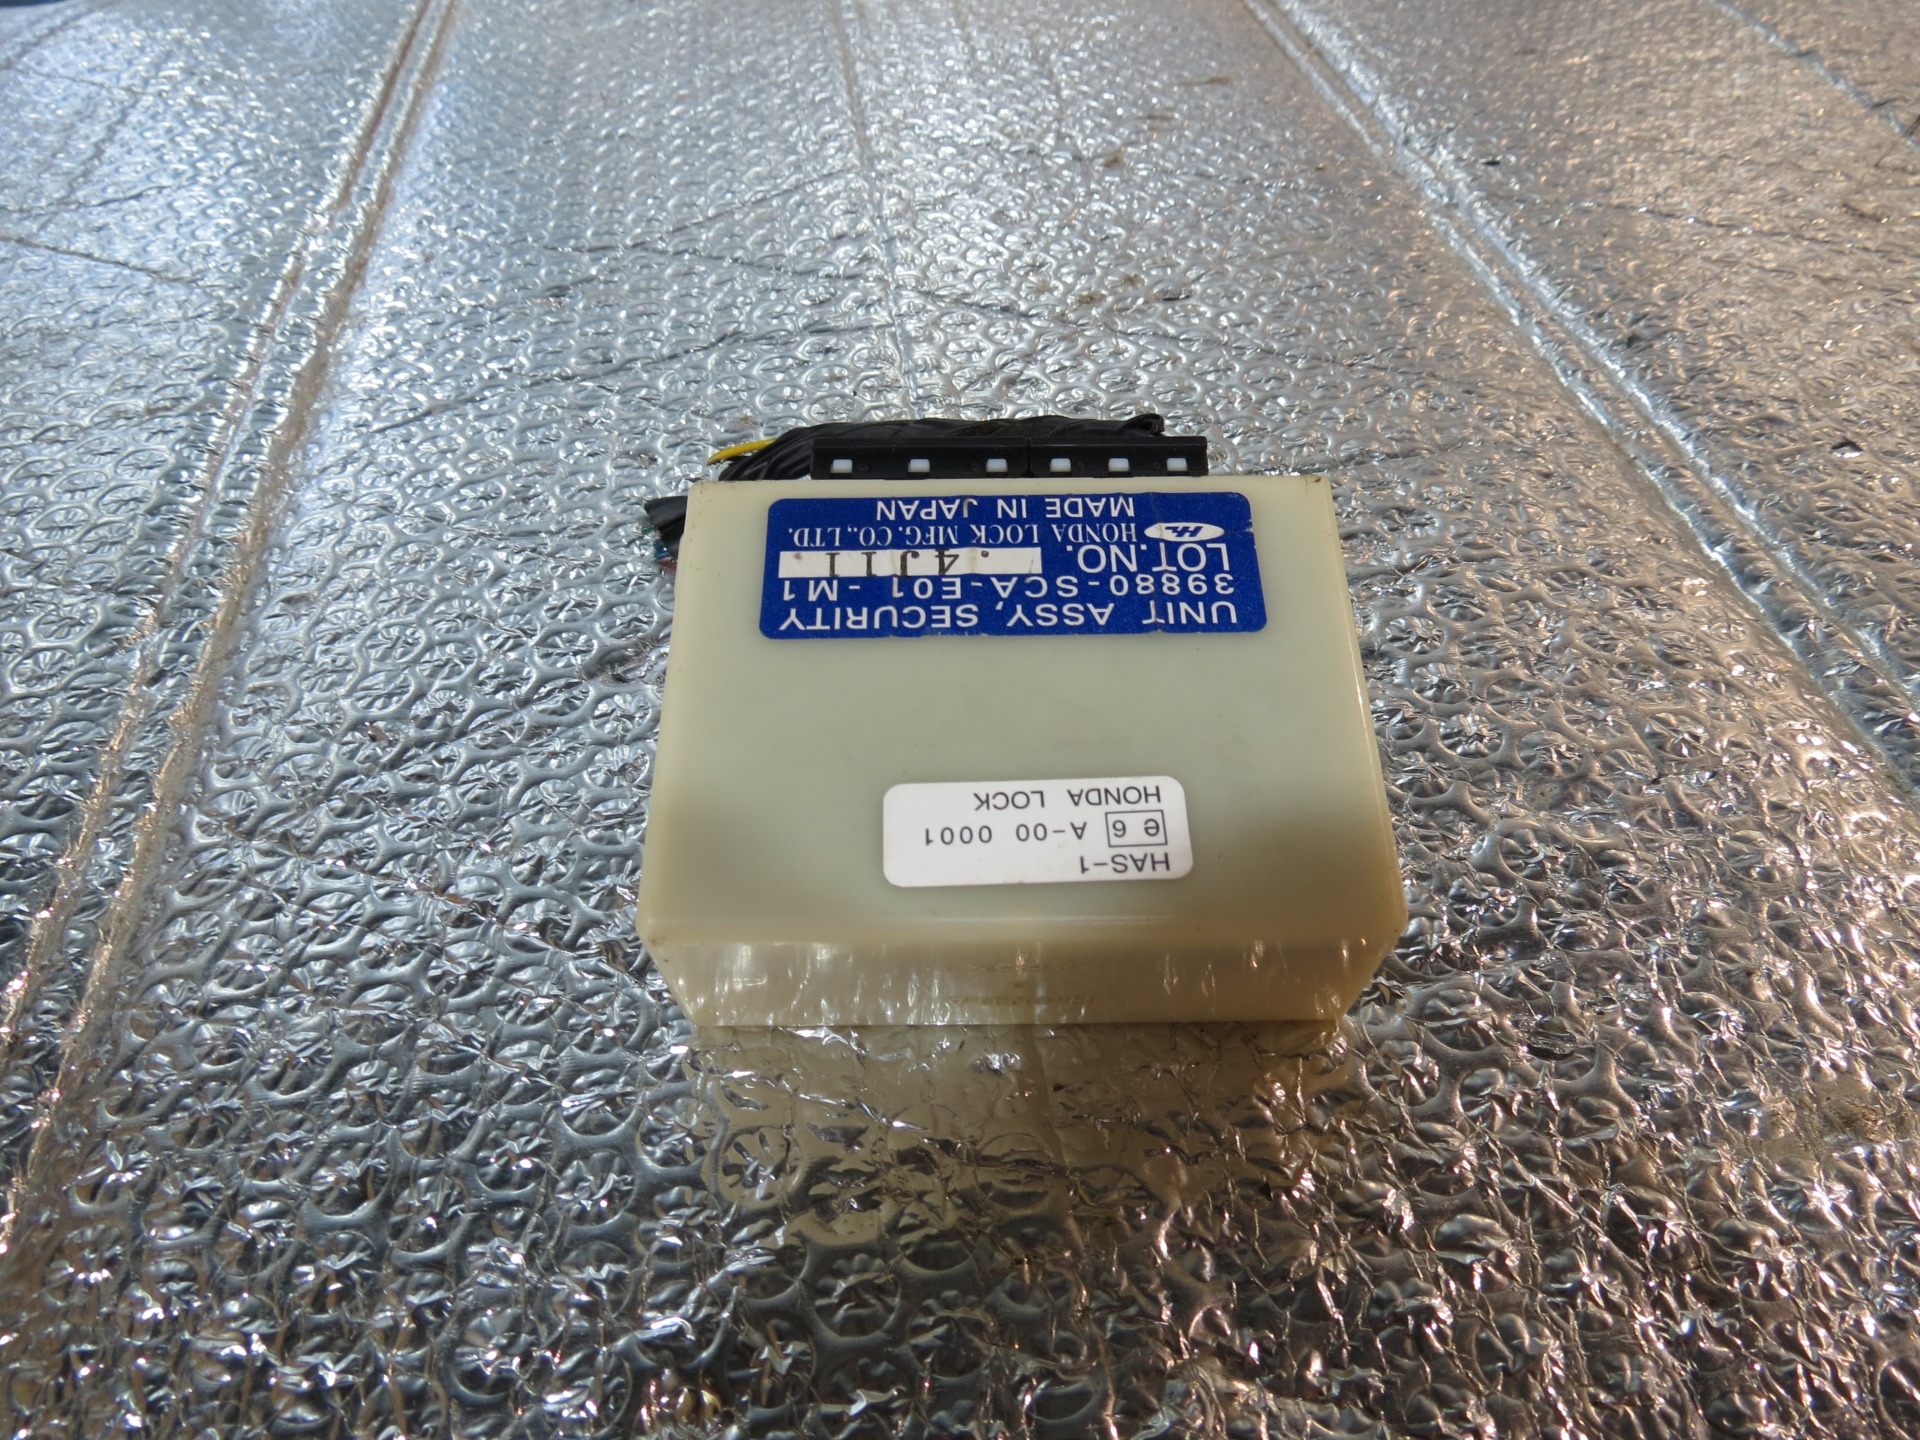 UNIT ASSY, SECURITY
39880-SCA-E01-M1
LOT.NO. .4J11
HL HONDA LOCK MFG.CO.,LTD.
MADE IN JAPAN
HAS-1
e6 A-00 0001
HONDA LOCK